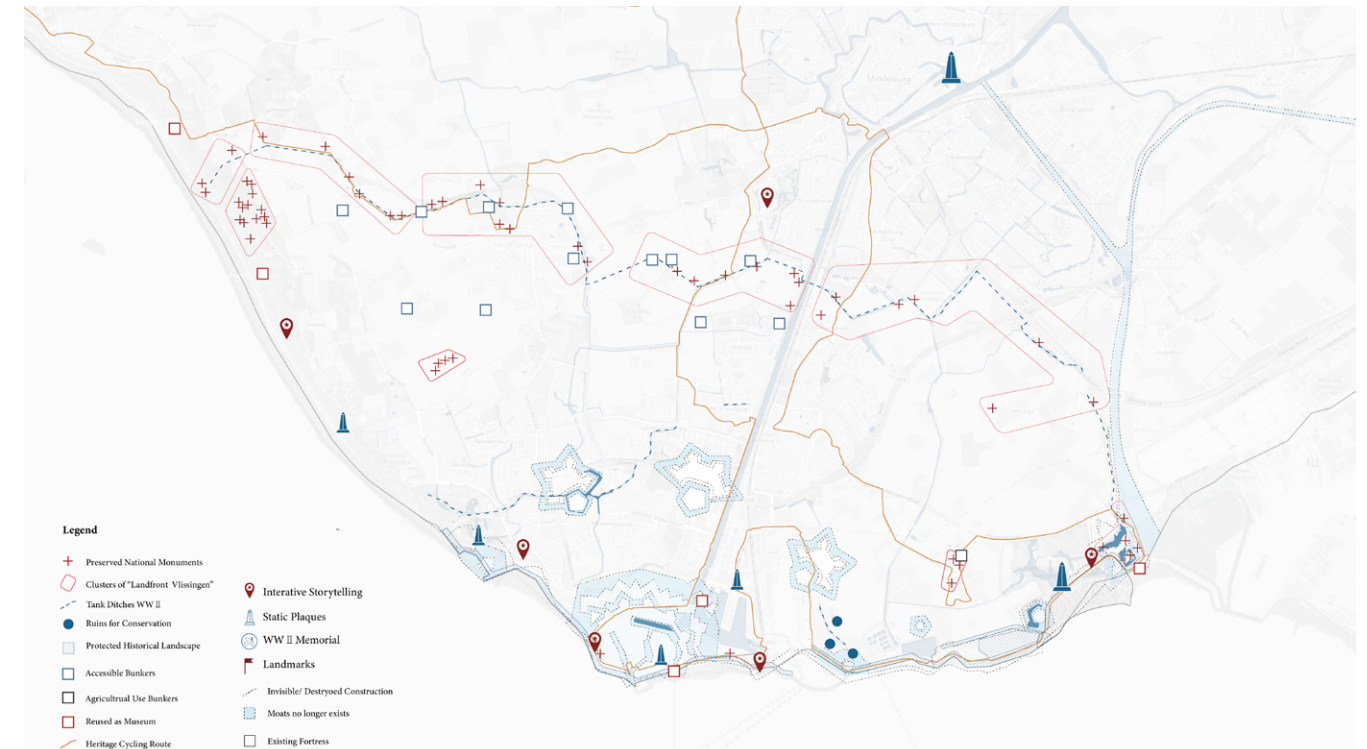 Middelburg
Legend
Preserved National Monuments
Clusters of "Landfront Vlissingen"
Tank Ditches WW II
Ruins for Conservation
Protected Historical Landscape
Accessible Bunkers
Agricultrual Use Bunkers
Reused as Museum
Heritage Cycling Route
Interative Storytelling
Static Plaques
WW II Memorial
Landmarks
Invisible/ Destryoed Construction
Moats no longer exists
Existing Fortress